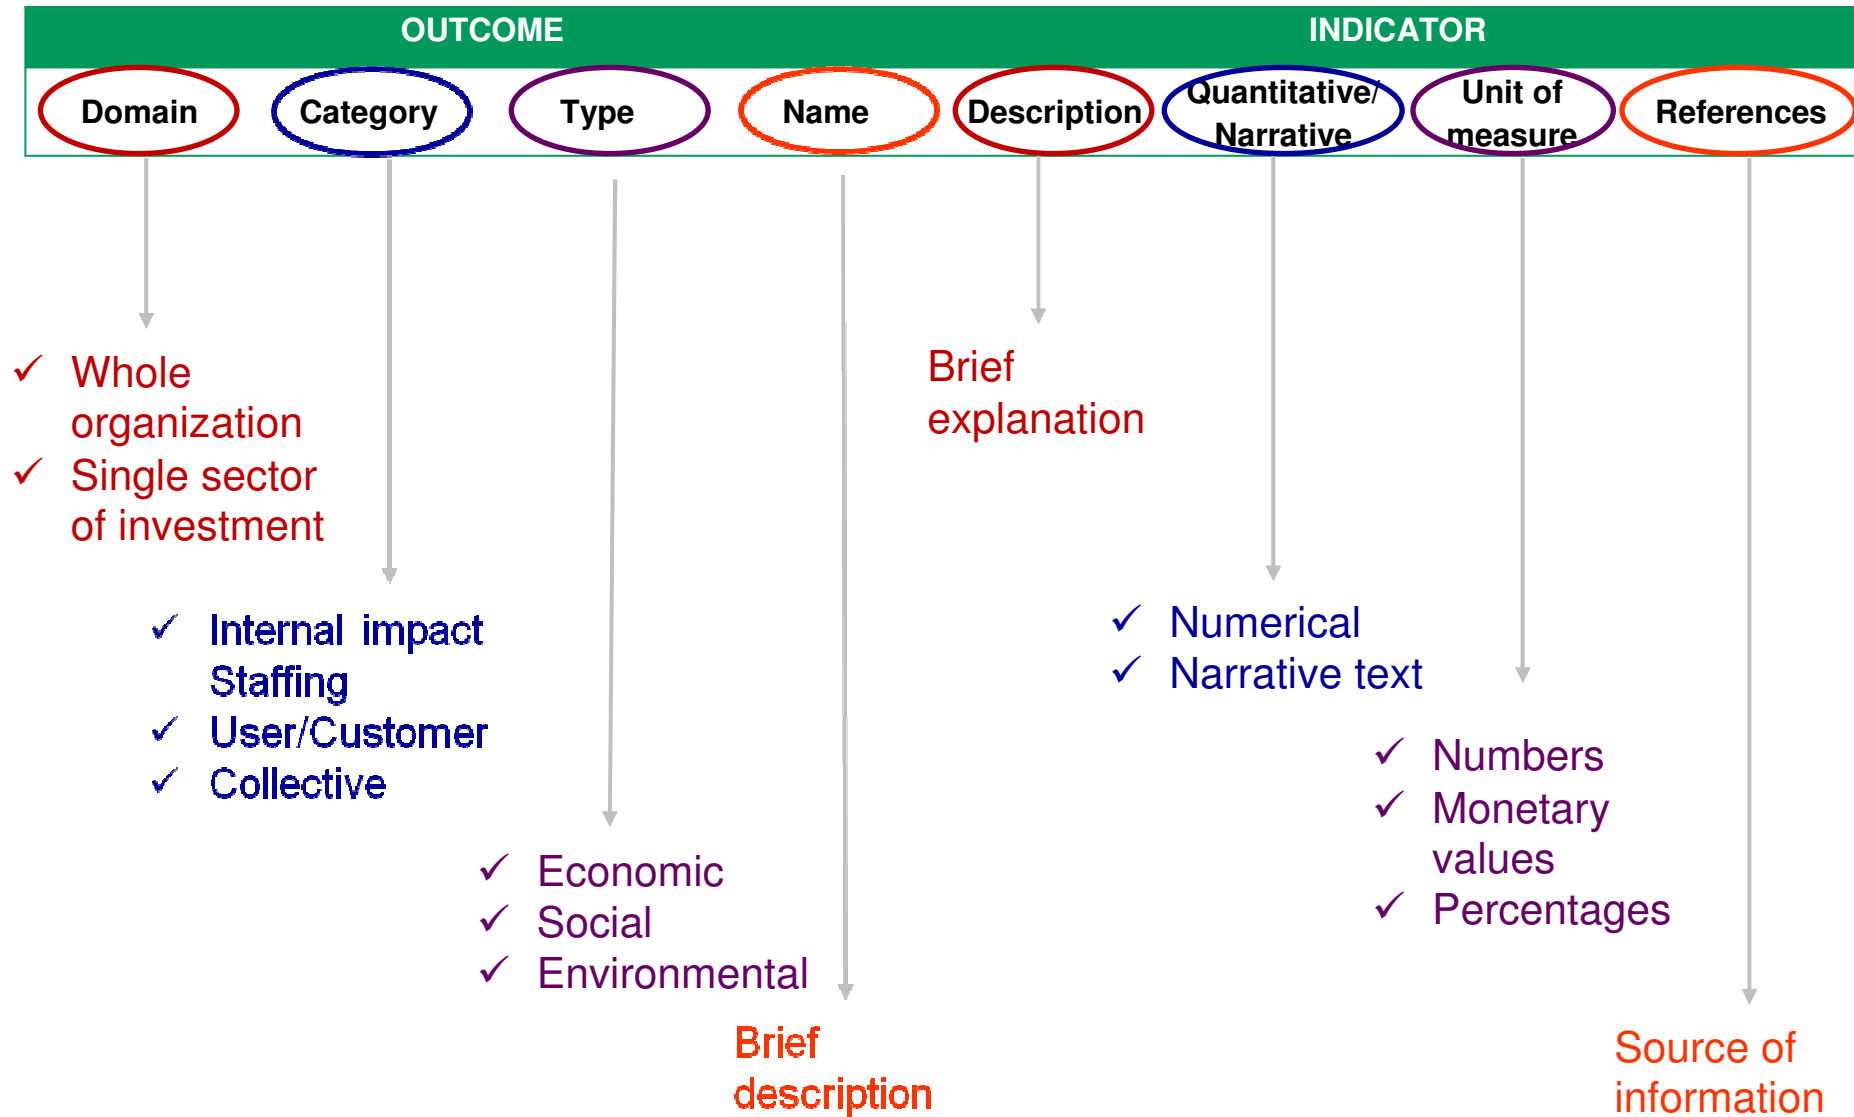 OUTCOME INDICATOR
Domain Category Type Name Description Quantitative/ Unit of References
Narrative measure
✓ Whole
organization
✓ Single sector
of investment
✓ Internal impact
Staffing
✓ User/Customer
✓ Collective
✓ Economic
✓ Social
✓ Environmental
Brief
description
Brief
explanation
✓ Numerical
✓ Narrative text
✓ Numbers
✓ Monetary
values
✓ Percentages
Source of
information